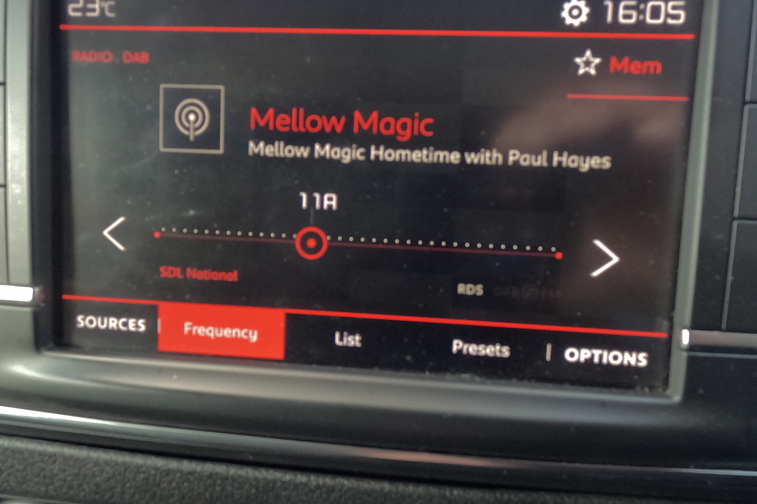 23°C 16:05
RADIO . DAB
Mem
Mellow Magic
Mellow Magic Hometime with Paul Hayes
11A
SDL National
RDS
SOURCES Frequency List Presets OPTIONS